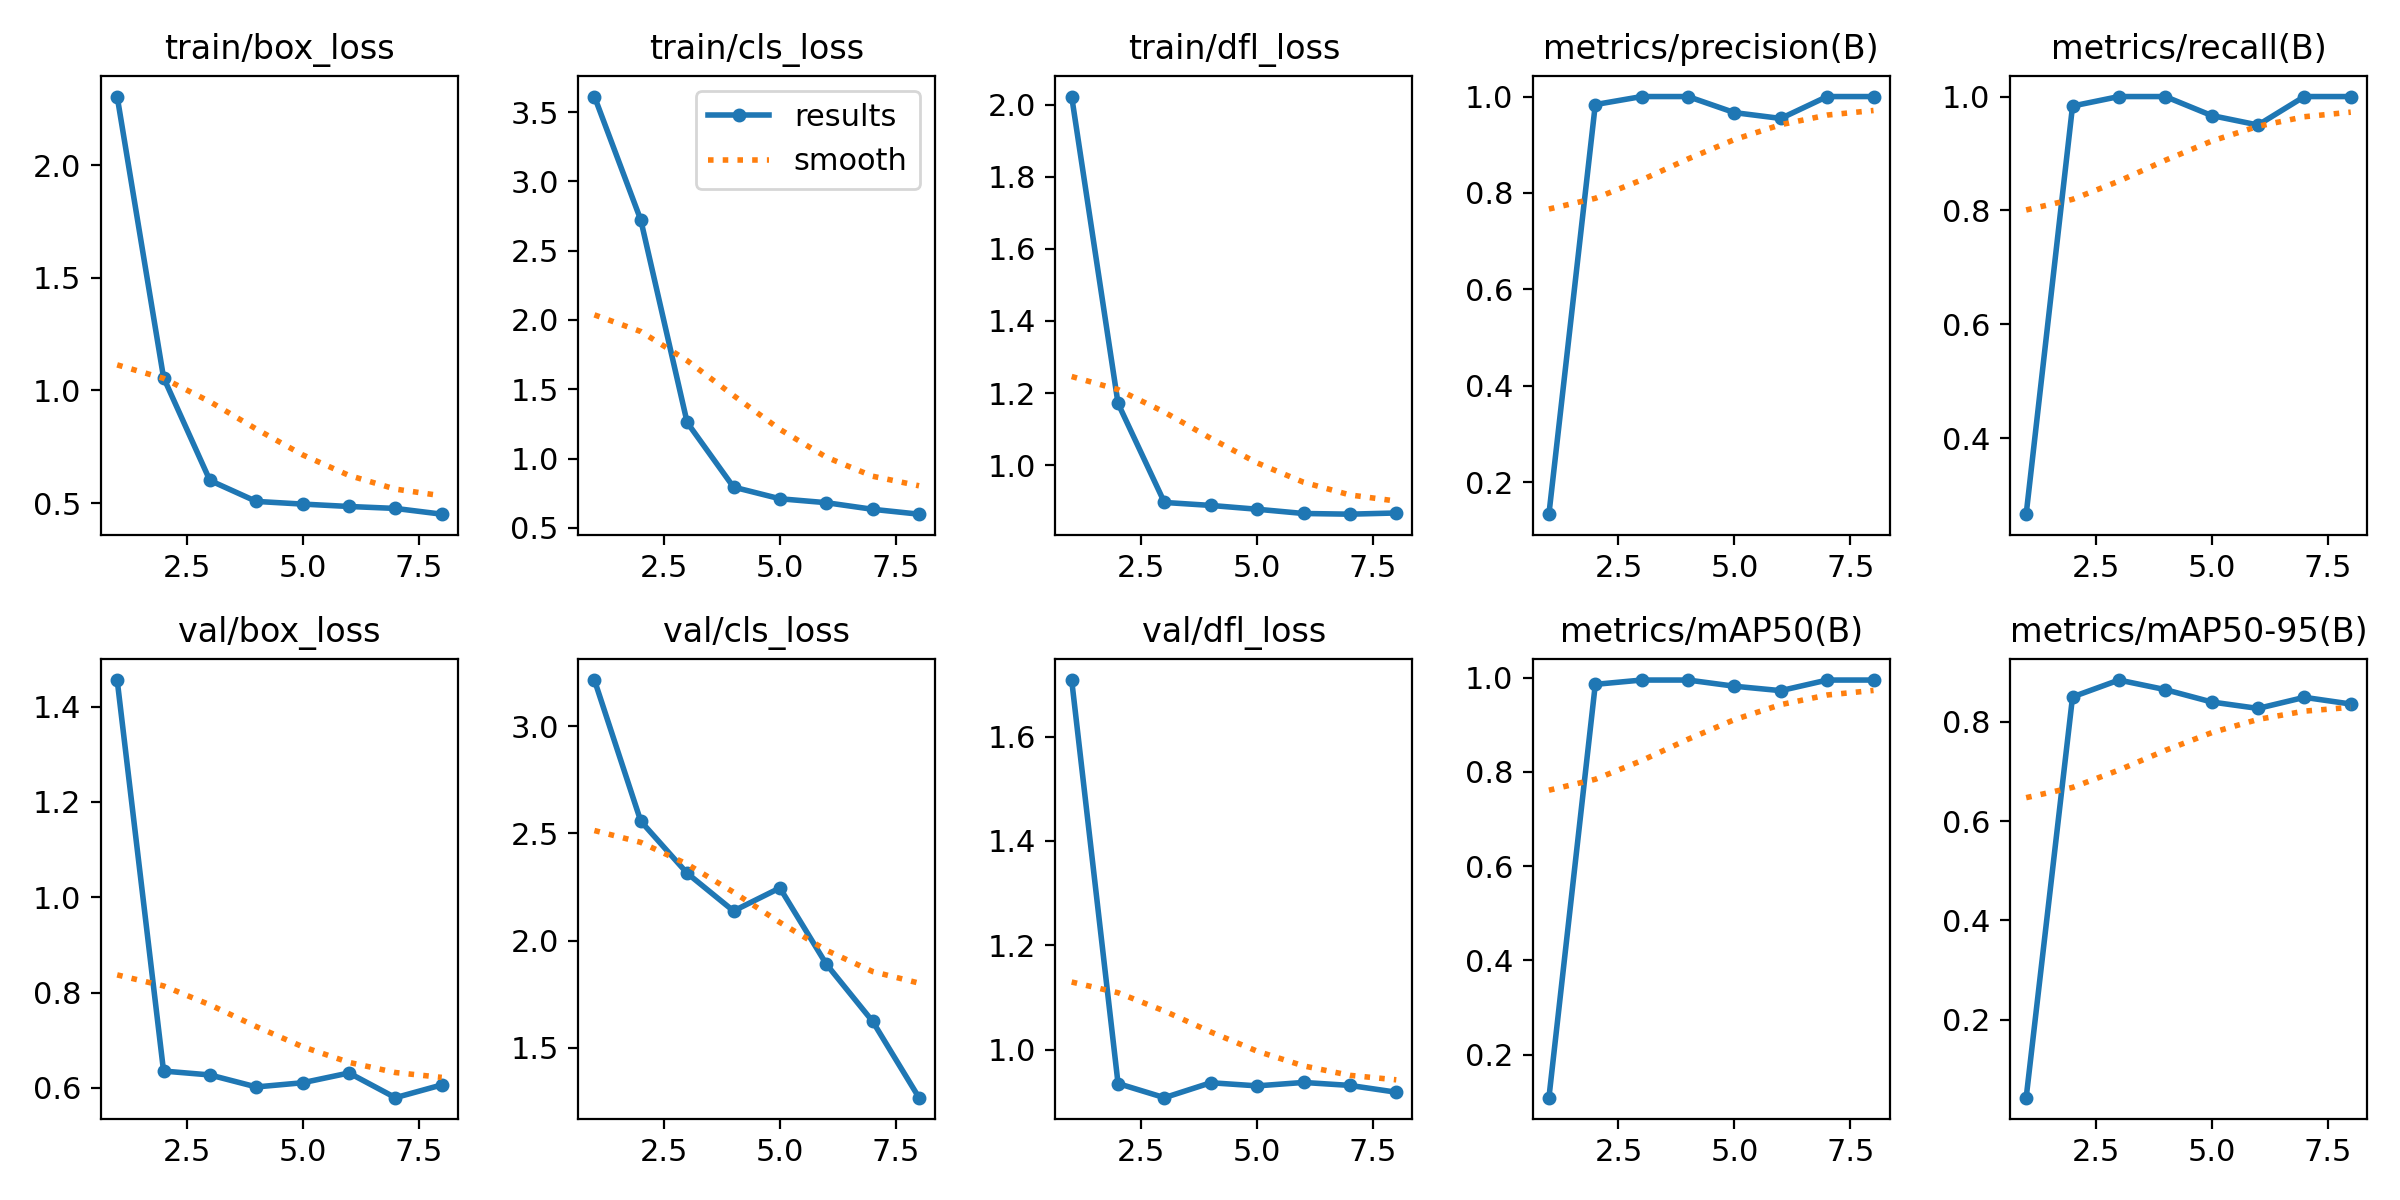 train/box_loss
2.0
1.5
1.0
0.5
2.5 5.0 7.5
train/cls_loss
results
smooth
3.5
3.0
2.5
2.0
1.5
1.0
0.5
2.5 5.0 7.5
train/dfl_loss
2.0
1.8
1.6
1.4
1.2
1.0
2.5 5.0 7.5
metrics/precision(B)
1.0
0.8
0.6
0.4
0.2
2.5 5.0 7.5
metrics/recall(B)
1.0
0.8
0.6
0.4
2.5 5.0 7.5
val/box_loss
1.4
1.2
1.0
0.8
0.6
2.5 5.0 7.5
val/cls_loss
3.0
2.5
2.0
1.5
2.5 5.0 7.5
val/dfl_loss
1.6
1.4
1.2
1.0
2.5 5.0 7.5
metrics/mAP50(B)
1.0
0.8
0.6
0.4
0.2
2.5 5.0 7.5
metrics/mAP50-95(B)
0.8
0.6
0.4
0.2
2.5 5.0 7.5